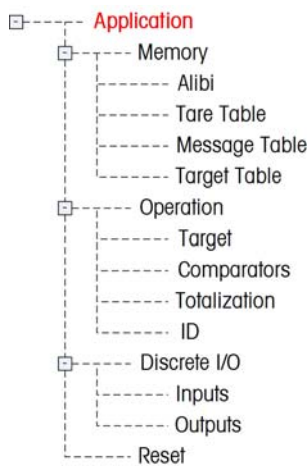 Application
Memory
Alibi
Tare Table
Message Table
Target Table
Operation
Target
Comparators
Totalization
ID
Discrete I/O
Inputs
Outputs
Reset